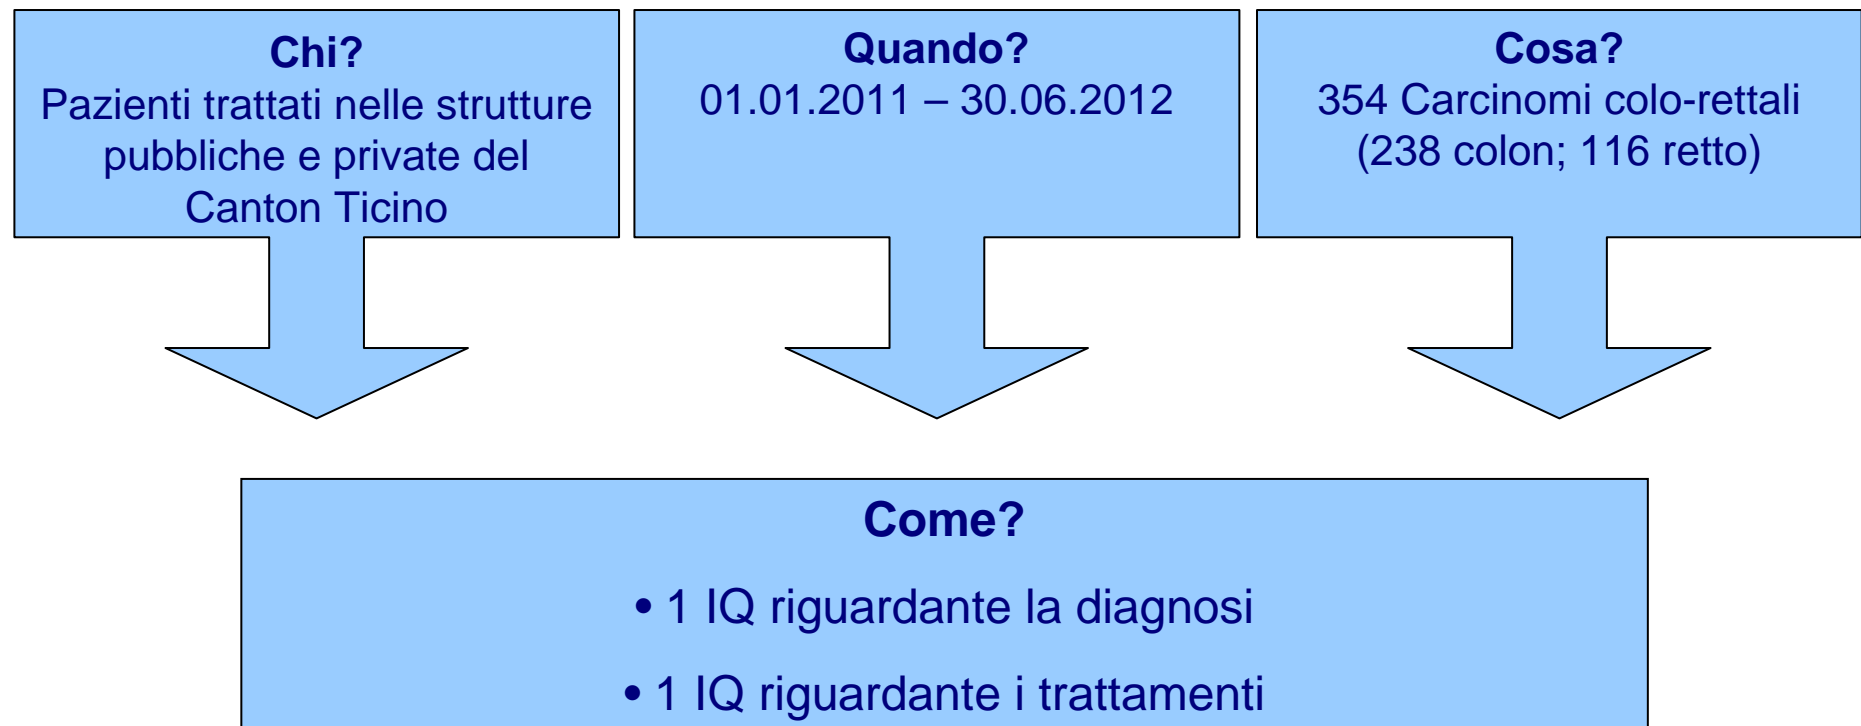 Chi?
Pazienti trattati nelle strutture
pubbliche e private del
Canton Ticino
Quando?
01.01.2011 – 30.06.2012
Cosa?
354 Carcinomi colo-rettali
(238 colon; 116 retto)
Come?
• 1 IQ riguardante la diagnosi
• 1 IQ riguardante i trattamenti